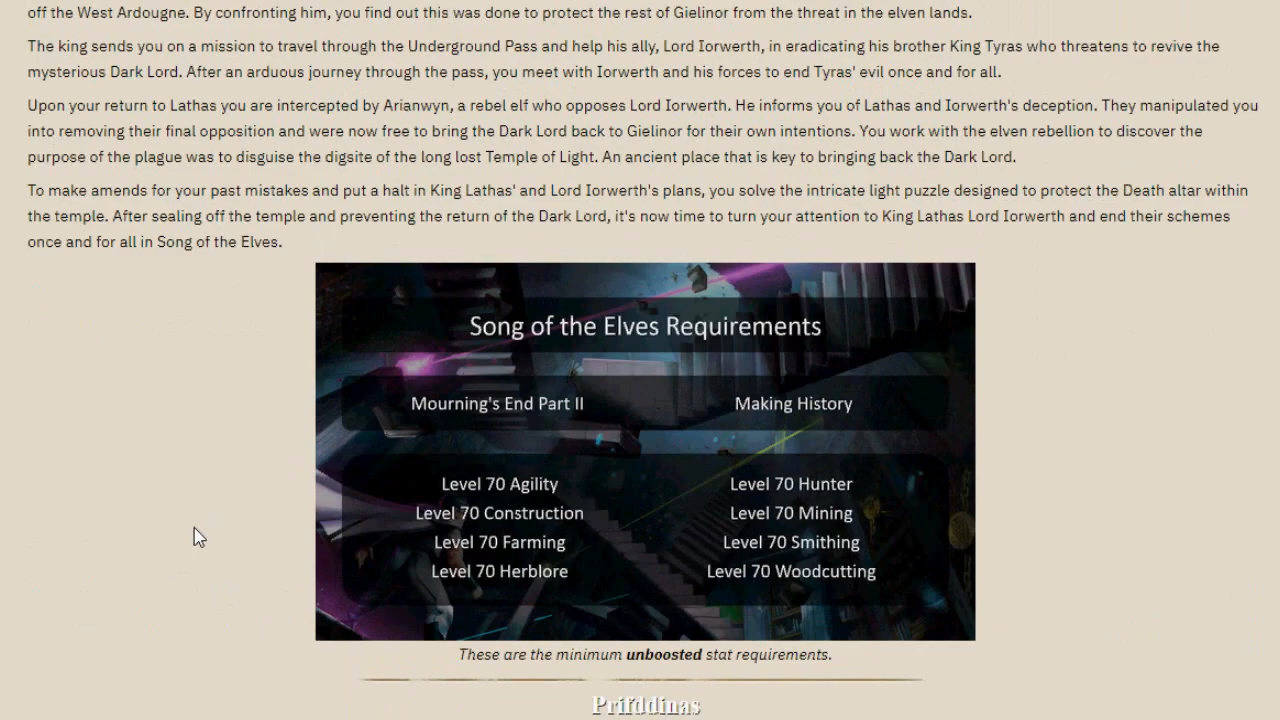 off the West Ardougne. By confronting him, you find out this was done to protect the rest of Gielinor from the threat in the elven lands.
The king sends you on a mission to travel through the Underground Pass and help his ally, Lord Iorwerth, in eradicating his brother King Tyras who threatens to revive the
mysterious Dark Lord. After an arduous journey through the pass, you meet with Iorwerth and his forces to end Tyras' evil once and for all.
Upon your return to Lathas you are intercepted by Arianwyn, a rebel elf who opposes Lord Iorwerth. He informs you of Lathas and Iorwerth's deception. They manipulated you
into removing their final opposition and were now free to bring the Dark Lord back to Gielinor for their own intentions. You work with the elven rebellion to discover the
purpose of the plague was to disguise the digsite of the long lost Temple of Light. An ancient place that is key to bringing back the Dark Lord.
To make amends for your past mistakes and put a halt in King Lathas' and Lord Iorwerth's plans, you solve the intricate light puzzle designed to protect the Death altar within
the temple. After sealing off the temple and preventing the return of the Dark Lord, it's now time to turn your attention to King Lathas Lord Iorwerth and end their schemes
once and for all in Song of the Elves.
Song of the Elves Requirements
Mourning's End Part II
Making History
Level 70 Agility
Level 70 Construction
Level 70 Farming
Level 70 Herblore
Level 70 Hunter
Level 70 Mining
Level 70 Smithing
Level 70 Woodcutting
These are the minimum unboosted stat requirements.
Prifddinas